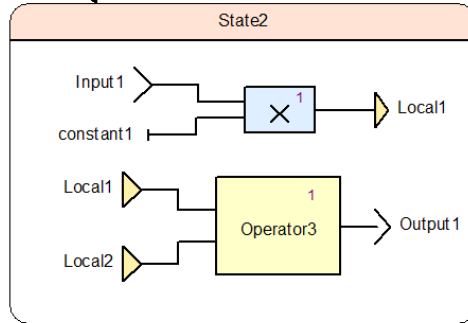 State2
Input1
1
constant1
Local1
Local1
1
Operator3
Output1
Local2